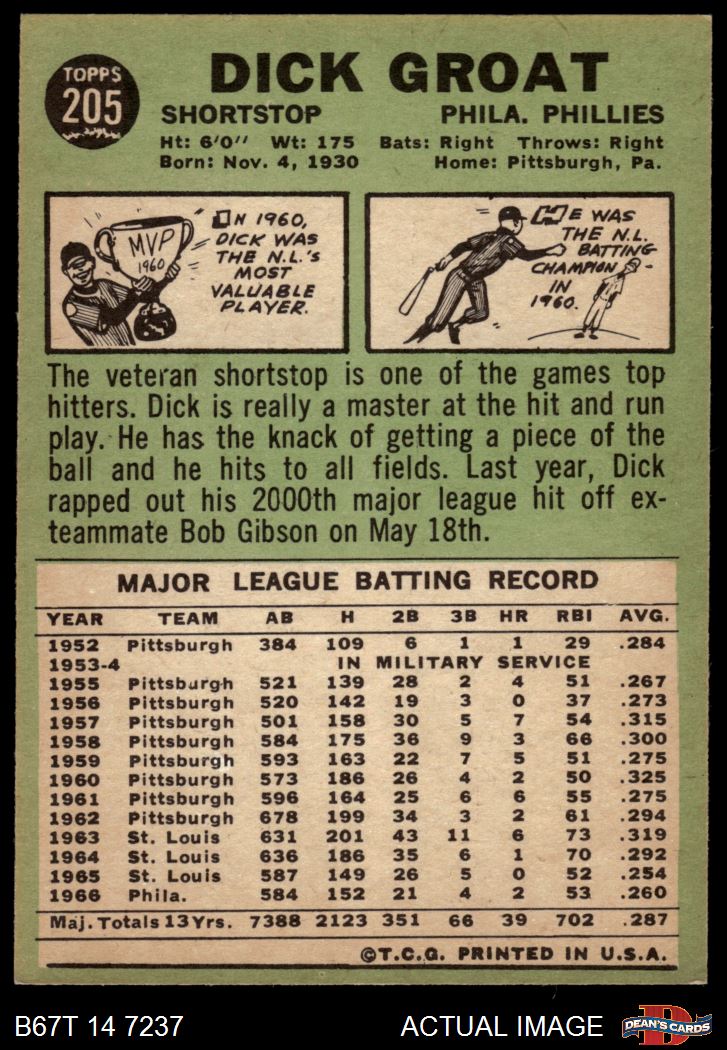 TOPPS
205
DICK GROAT
SHORTSTOP PHILA. PHILLIES
Ht: 6'0" Wt: 175 Bats: Right Throws: Right
Born: Nov. 4, 1930 Home: Pittsburgh, Pa.
MVP
1960
IN 1960,
DICK WAS
THE N.L.'s
MOST
VALUABLE
PLAYER.
HE WAS
THE N.L.
BATTING
CHAMPION
IN
1960.
The veteran shortstop is one of the games top
hitters. Dick is really a master at the hit and run
play. He has the knack of getting a piece of the
ball and he hits to all fields. Last year, Dick
rapped out his 2000th major league hit off ex-
teammate Bob Gibson on May 18th.
MAJOR LEAGUE BATTING RECORD
YEAR TEAM AB H 2B 3B HR RBI AVG.
1952 Pittsburgh 384 109 6 1 1 29 .284
1953-4 IN MILITARY SERVICE
1955 Pittsburgh 521 139 28 2 4 51 .267
1956 Pittsburgh 520 142 19 3 0 37 .273
1957 Pittsburgh 501 158 30 5 7 54 .315
1958 Pittsburgh 584 175 36 9 3 66 .300
1959 Pittsburgh 593 163 22 7 5 51 .275
1960 Pittsburgh 573 186 26 4 2 50 .325
1961 Pittsburgh 596 164 25 6 6 55 .275
1962 Pittsburgh 678 199 34 3 2 61 .294
1963 St. Louis 631 201 43 11 6 73 .319
1964 St. Louis 636 186 35 6 1 70 .292
1965 St. Louis 587 149 26 5 0 52 .254
1966 Phila. 584 152 21 4 2 53 .260
Maj. Totals 13 Yrs. 7388 2123 351 66 39 702 .287
©T.C.G. PRINTED IN U.S.A.
B67T 14 7237 ACTUAL IMAGE
D
DEAN'S CARDS